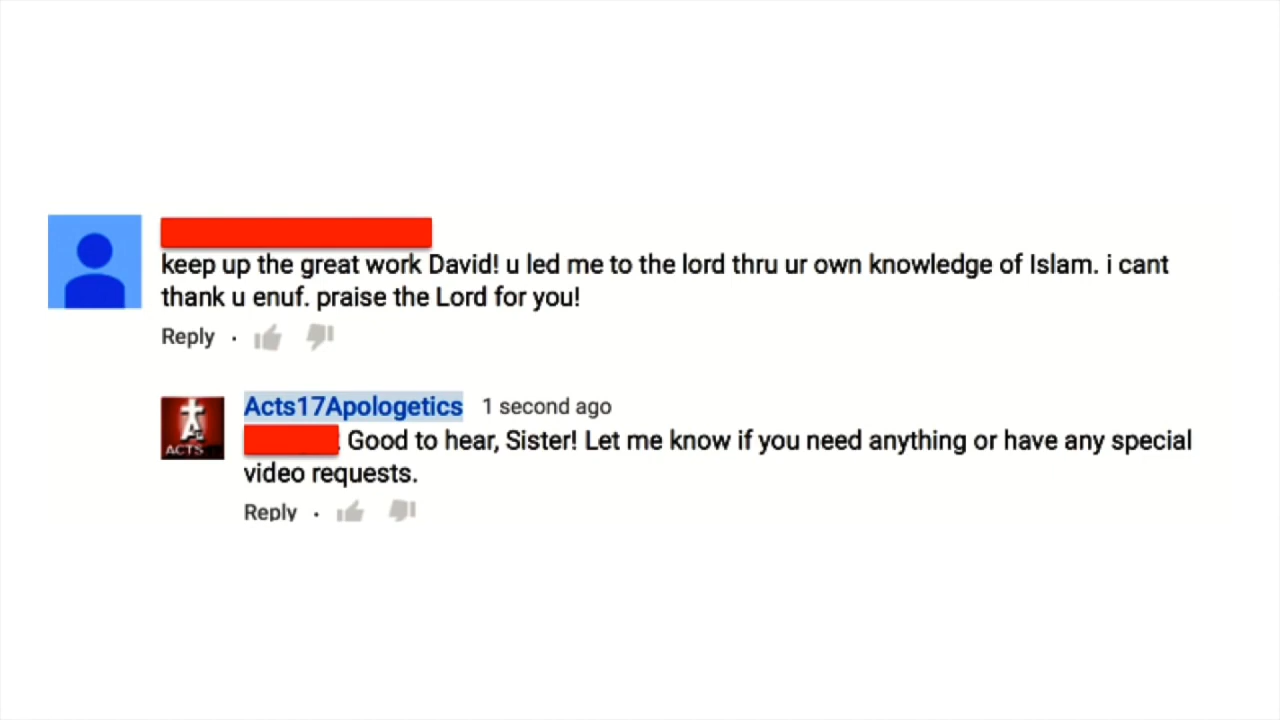 keep up the great work David! u led me to the lord thru ur own knowledge of Islam. i cant
thank u enuf. praise the Lord for you!
Reply ·
ACTS
Acts17Apologetics 1 second ago
Good to hear, Sister! Let me know if you need anything or have any special
video requests.
Reply ·